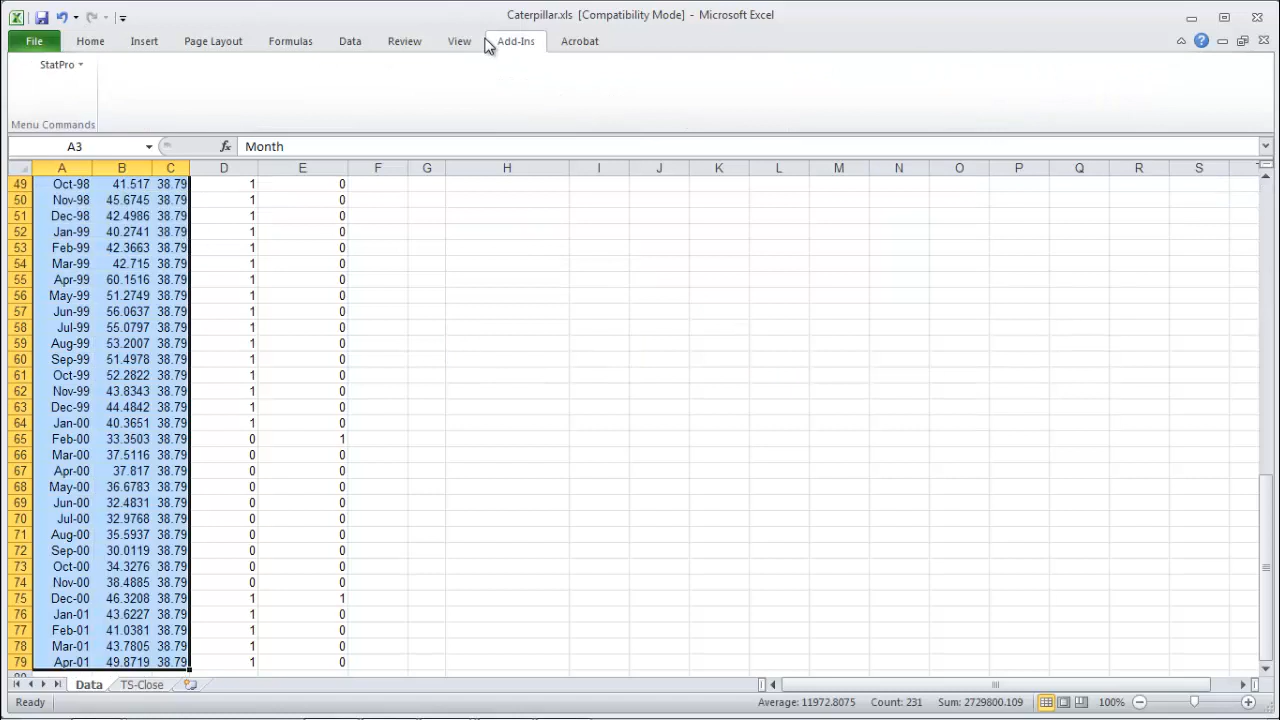 Caterpillar.xls [Compatibility Mode] - Microsoft Excel
File Home Insert Page Layout Formulas Data Review View Add-Ins Acrobat
StatPro
Menu Commands
A3 fx Month
A B C D E F G H I J K L M N O P Q R S
49 Oct-98 41.517 38.79 1 0
50 Nov-98 45.6745 38.79 1 0
51 Dec-98 42.4986 38.79 1 0
52 Jan-99 40.2741 38.79 1 0
53 Feb-99 42.3663 38.79 1 0
54 Mar-99 42.715 38.79 1 0
55 Apr-99 60.1516 38.79 1 0
56 May-99 51.2749 38.79 1 0
57 Jun-99 56.0637 38.79 1 0
58 Jul-99 55.0797 38.79 1 0
59 Aug-99 53.2007 38.79 1 0
60 Sep-99 51.4978 38.79 1 0
61 Oct-99 52.2822 38.79 1 0
62 Nov-99 43.8343 38.79 1 0
63 Dec-99 44.4842 38.79 1 0
64 Jan-00 40.3651 38.79 1 0
65 Feb-00 33.3503 38.79 0 1
66 Mar-00 37.5116 38.79 0 0
67 Apr-00 37.817 38.79 0 0
68 May-00 36.6783 38.79 0 0
69 Jun-00 32.4831 38.79 0 0
70 Jul-00 32.9768 38.79 0 0
71 Aug-00 35.5937 38.79 0 0
72 Sep-00 30.0119 38.79 0 0
73 Oct-00 34.3276 38.79 0 0
74 Nov-00 38.4885 38.79 0 0
75 Dec-00 46.3208 38.79 1 1
76 Jan-01 43.6227 38.79 1 0
77 Feb-01 41.0381 38.79 1 0
78 Mar-01 43.7805 38.79 1 0
79 Apr-01 49.8719 38.79 1 0
Data TS-Close
Ready Average: 11972.8075 Count: 231 Sum: 2729800.109 100%